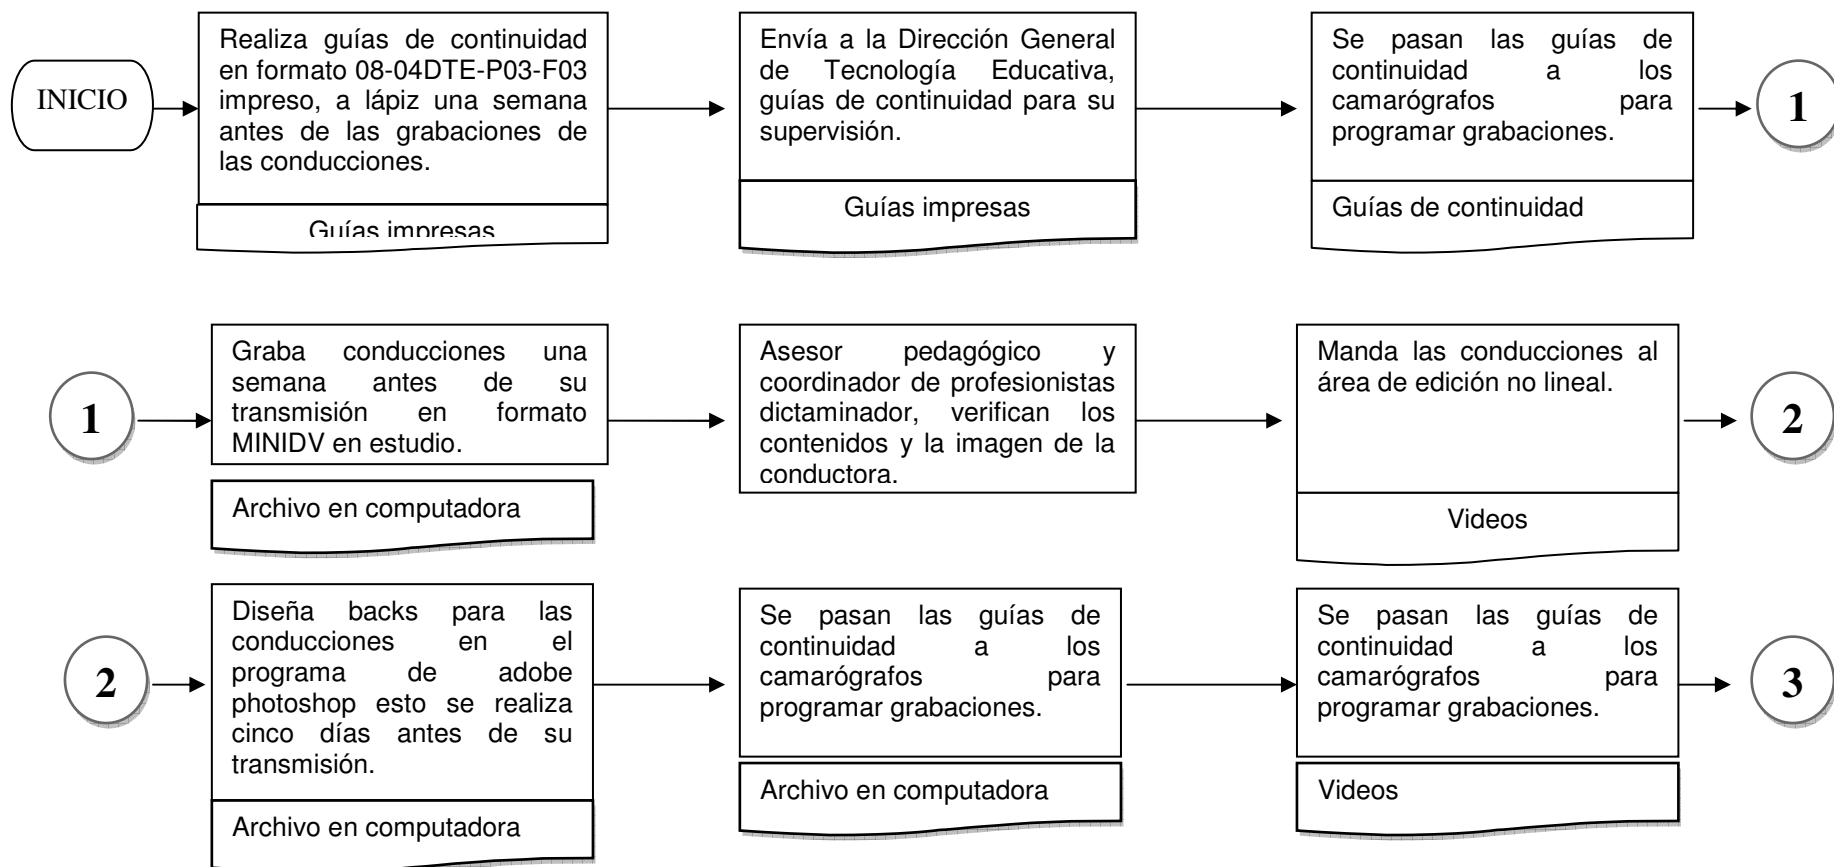 INICIO
Realiza guías de continuidad
en formato 08-04DTE-P03-F03
impreso, a lápiz una semana
antes de las grabaciones de
las conducciones.
Guías impresas
Envía a la Dirección General
de Tecnología Educativa,
guías de continuidad para su
supervisión.
Guías impresas
Se pasan las guías de
continuidad a los
camarógrafos para
programar grabaciones.
Guías de continuidad
1
1
Graba conducciones una
semana antes de su
transmisión en formato
MINIDV en estudio.
Archivo en computadora
Asesor pedagógico y
coordinador de profesionistas
dictaminador, verifican los
contenidos y la imagen de la
conductora.
Manda las conducciones al
área de edición no lineal.
Videos
2
2
Diseña backs para las
conducciones en el
programa de adobe
photoshop esto se realiza
cinco días antes de su
transmisión.
Archivo en computadora
Se pasan las guías de
continuidad a los
camarógrafos para
programar grabaciones.
Archivo en computadora
Se pasan las guías de
continuidad a los
camarógrafos para
programar grabaciones.
Videos
3